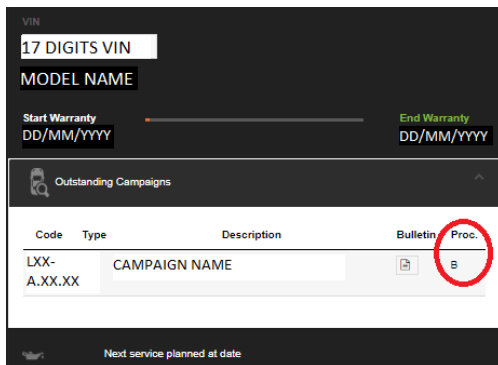 VIN
17 DIGITS VIN
MODEL NAME
Start Warranty End Warranty
DD/MM/YYYY DD/MM/YYYY
Outstanding Campaigns
Code Type Description Bulletin Proc.
LXX- CAMPAIGN NAME B
A.XX.XX
Next service planned at date